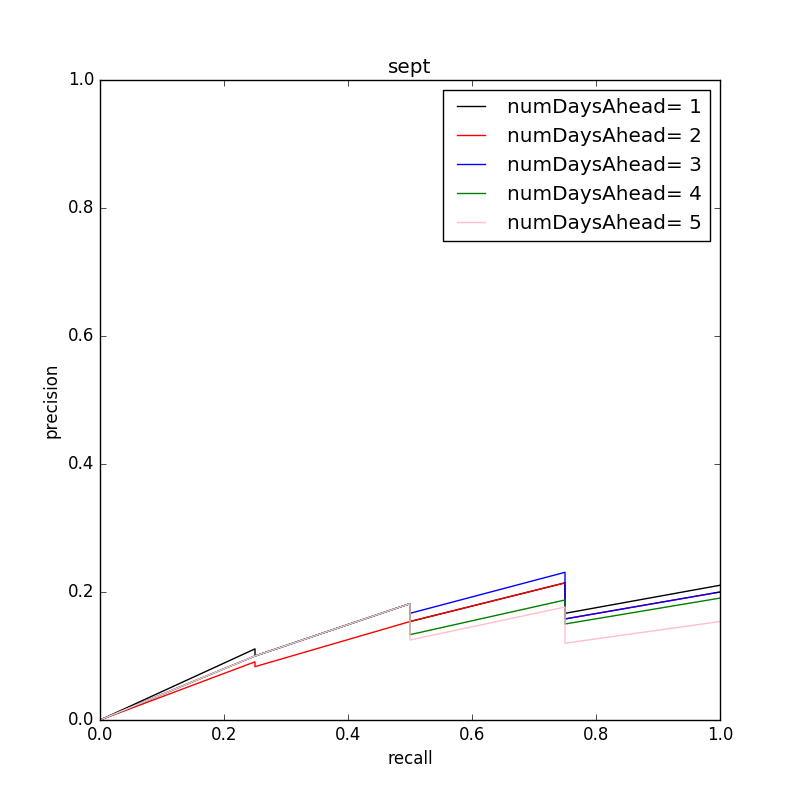 sept
1.0
0.8
0.6
0.4
0.2
0.0
precision
numDaysAhead= 1
numDaysAhead= 2
numDaysAhead= 3
numDaysAhead= 4
numDaysAhead= 5
0.0 0.2 0.4 0.6 0.8 1.0
recall